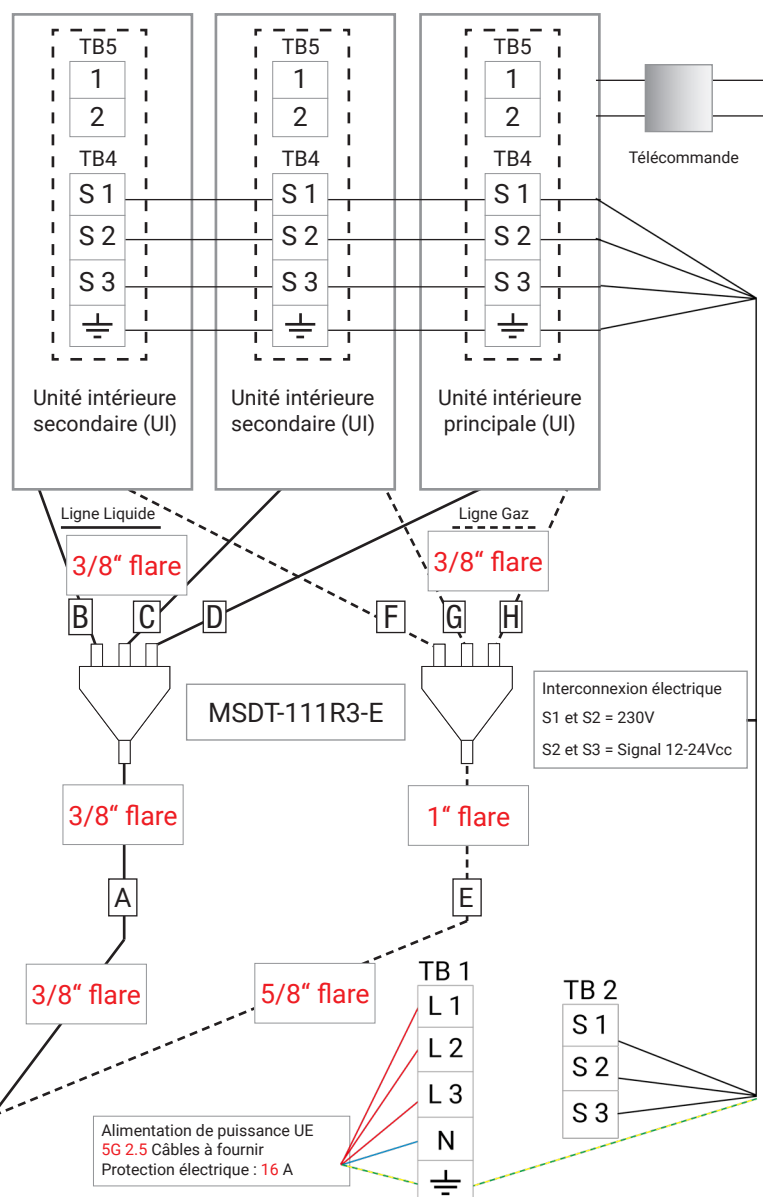 TB5
TB5
TB5
1
1
1
2
2
2
Télécommande
TB4
TB4
TB4
S 1
S 1
S 1
S 2
S 2
S 2
S 3
S 3
S 3
Unité intérieure
secondaire (UI)
Unité intérieure
secondaire (UI)
Unité intérieure
principale (UI)
Ligne Liquide
Ligne Gaz
3/8“ flare
3/8“ flare
B
C
D
F
G
H
MSDT-111R3-E
Interconnexion électrique
S1 et S2 = 230V
S2 et S3 = Signal 12-24Vcc
3/8“ flare
1“ flare
A
E
3/8“ flare
5/8“ flare
TB 1
L 1
L 2
L 3
N
TB 2
S 1
S 2
S 3
Alimentation de puissance UE
5G 2.5 Câbles à fournir
Protection électrique : 16 A